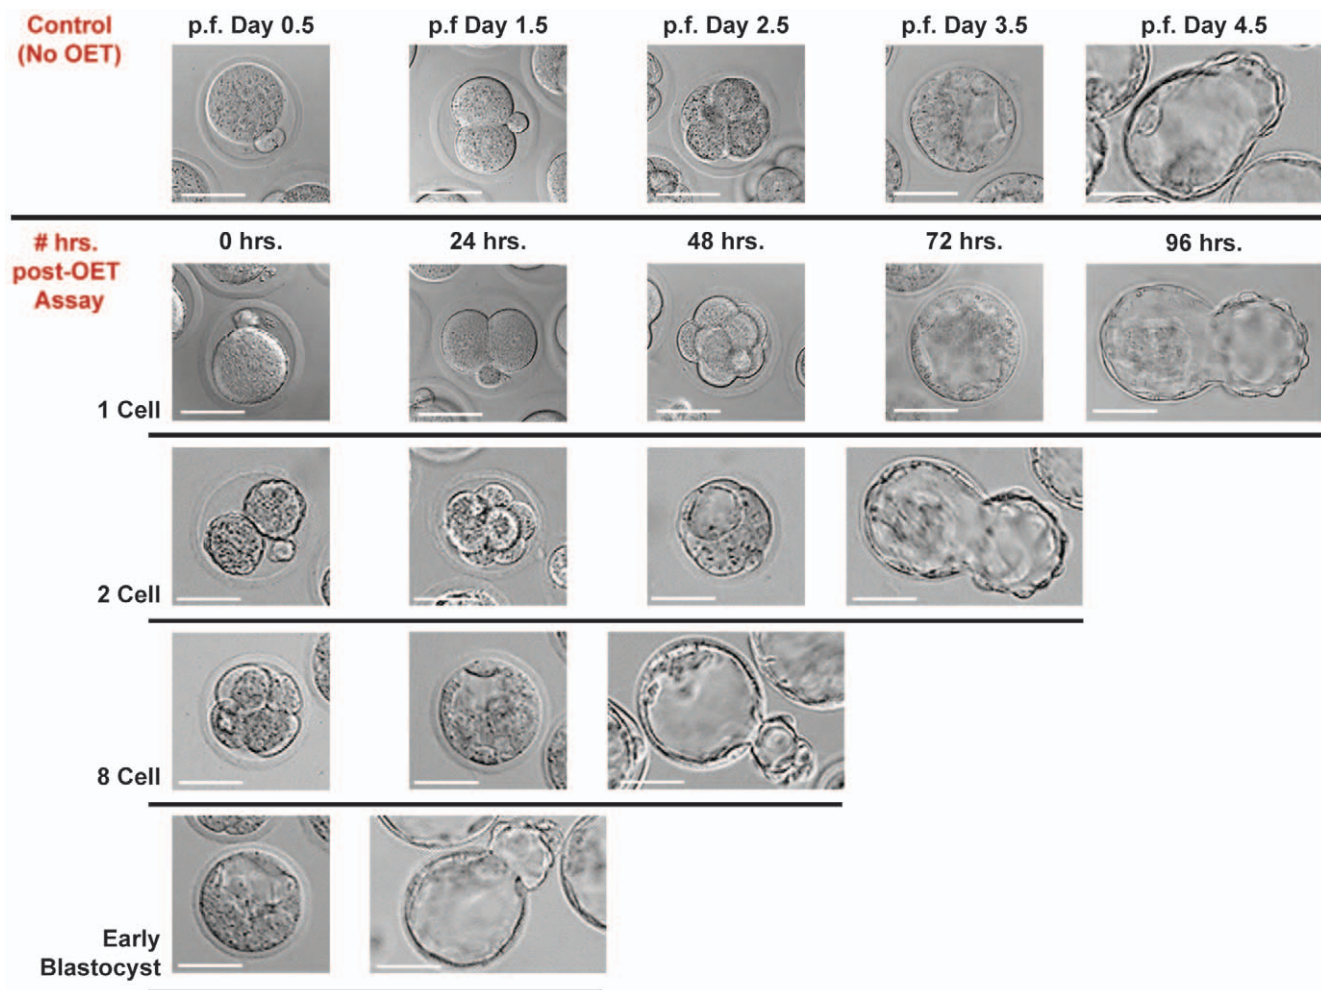 Control
(No OET)
p.f. Day 0.5
p.f Day 1.5
p.f. Day 2.5
p.f. Day 3.5
p.f. Day 4.5
# hrs.
post-OET
Assay
0 hrs.
24 hrs.
48 hrs.
72 hrs.
96 hrs.
1 Cell
2 Cell
8 Cell
Early
Blastocyst